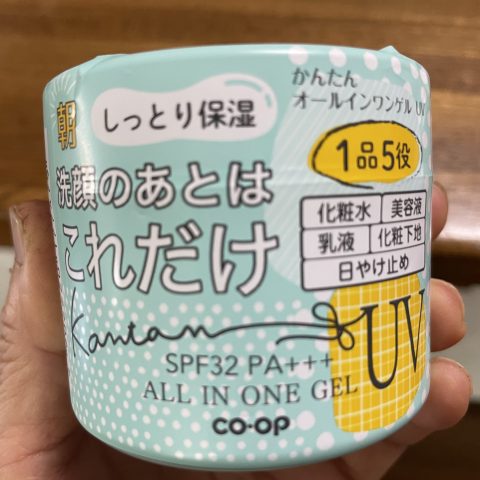 かんたん
オールインワンゲル UV
朝
しっとり保湿
1品5役
洗顔のあとは
これだけ
化粧水
美容液
乳液
化粧下地
日やけ止め
Kantan
UV
SPF32 PA+++
ALL IN ONE GEL
CO·OP